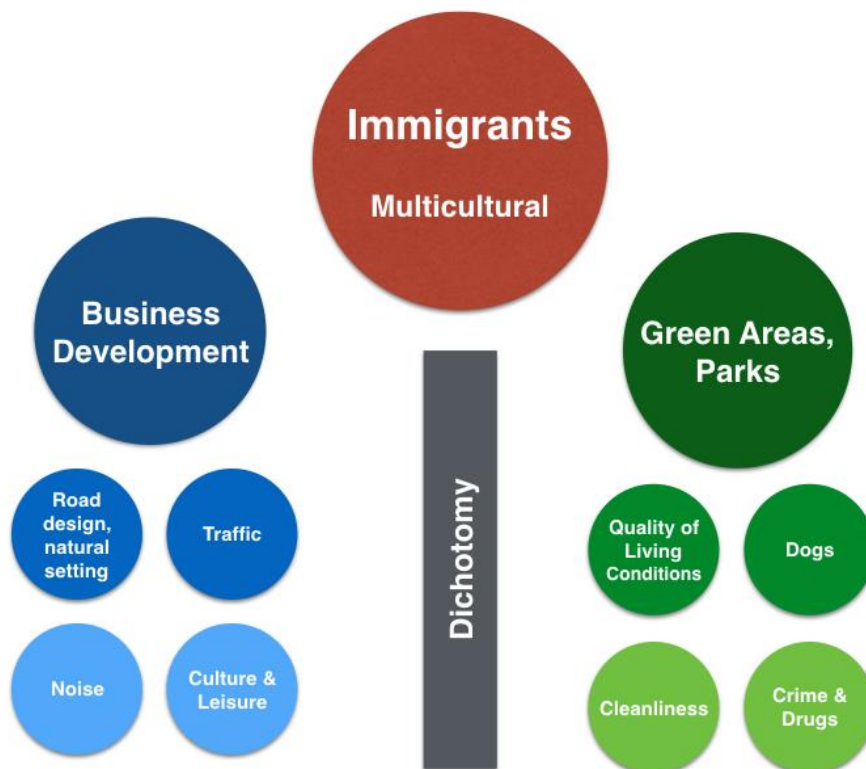 Immigrants
Multicultural
Business
Development
Green Areas,
Parks
Road
design,
natural
setting
Traffic
Dichotomy
Quality of
Living
Conditions
Dogs
Noise
Culture &
Leisure
Cleanliness
Crime &
Drugs